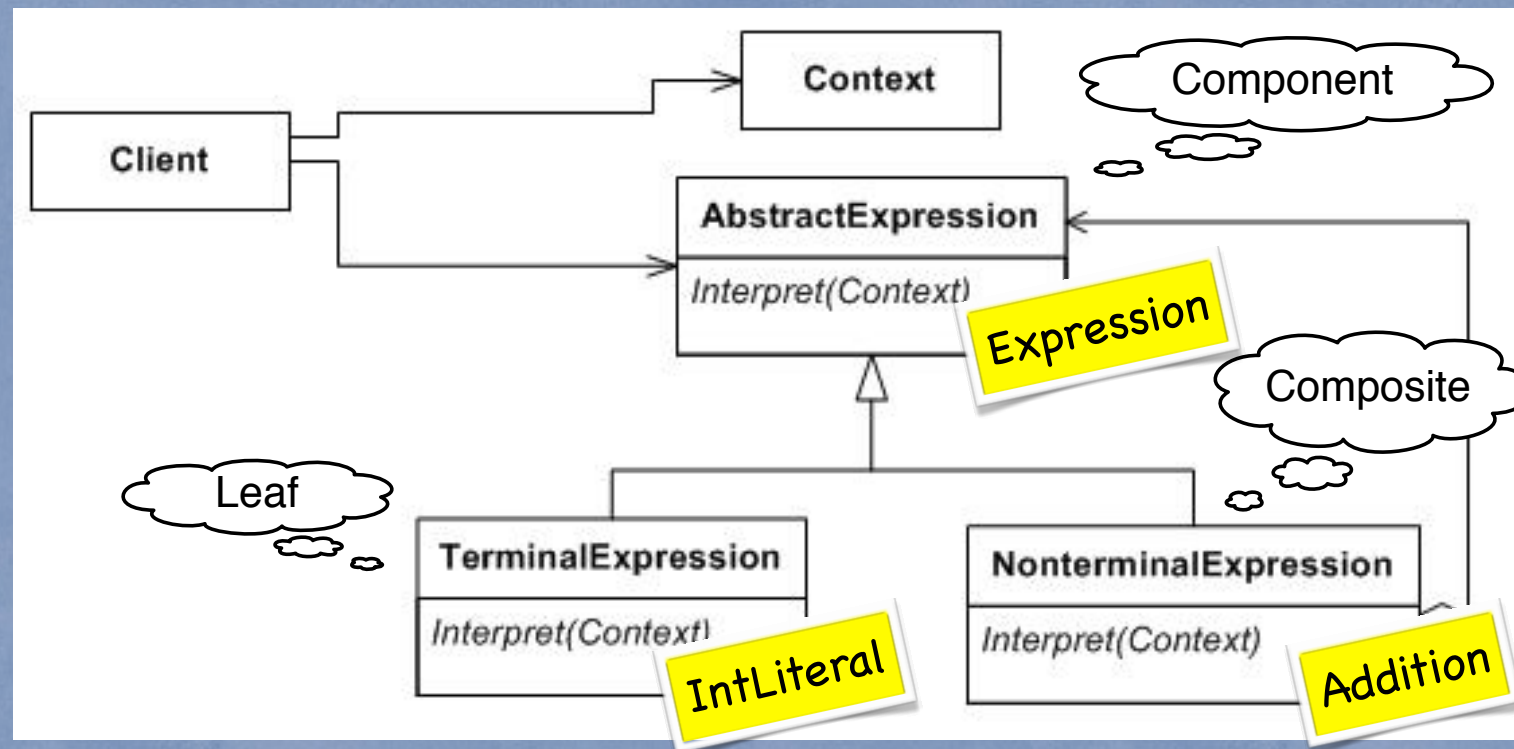 Context
Component
Client
AbstractExpression
Interpret(Context)
Expression
Composite
Leaf
TerminalExpression
Interpret(Context)
IntLiteral
NonterminalExpression
Interpret(Context)
Addition